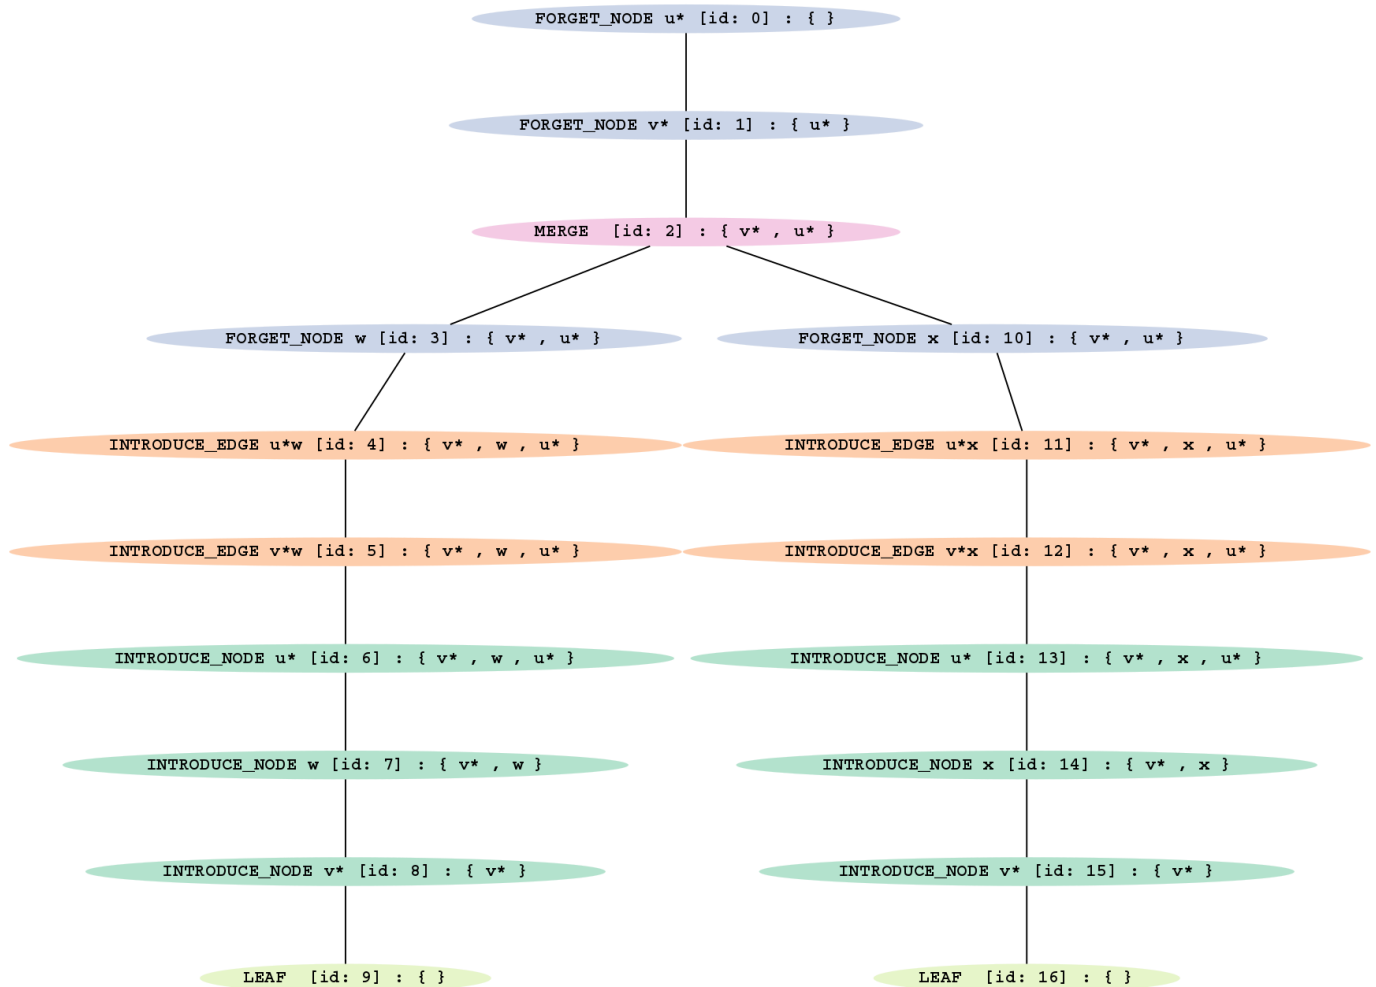 FORGET_NODE u* [id: 0] : { }
FORGET_NODE v* [id: 1] : { u* }
MERGE  [id: 2] : { v* , u* }
FORGET_NODE w [id: 3] : { v* , u* }
FORGET_NODE x [id: 10] : { v* , u* }
INTRODUCE_EDGE u*w [id: 4] : { v* , w , u* }
INTRODUCE_EDGE u*x [id: 11] : { v* , x , u* }
INTRODUCE_EDGE v*w [id: 5] : { v* , w , u* }
INTRODUCE_EDGE v*x [id: 12] : { v* , x , u* }
INTRODUCE_NODE u* [id: 6] : { v* , w , u* }
INTRODUCE_NODE u* [id: 13] : { v* , x , u* }
INTRODUCE_NODE w [id: 7] : { v* , w }
INTRODUCE_NODE x [id: 14] : { v* , x }
INTRODUCE_NODE v* [id: 8] : { v* }
INTRODUCE_NODE v* [id: 15] : { v* }
LEAF  [id: 9] : { }
LEAF  [id: 16] : { }